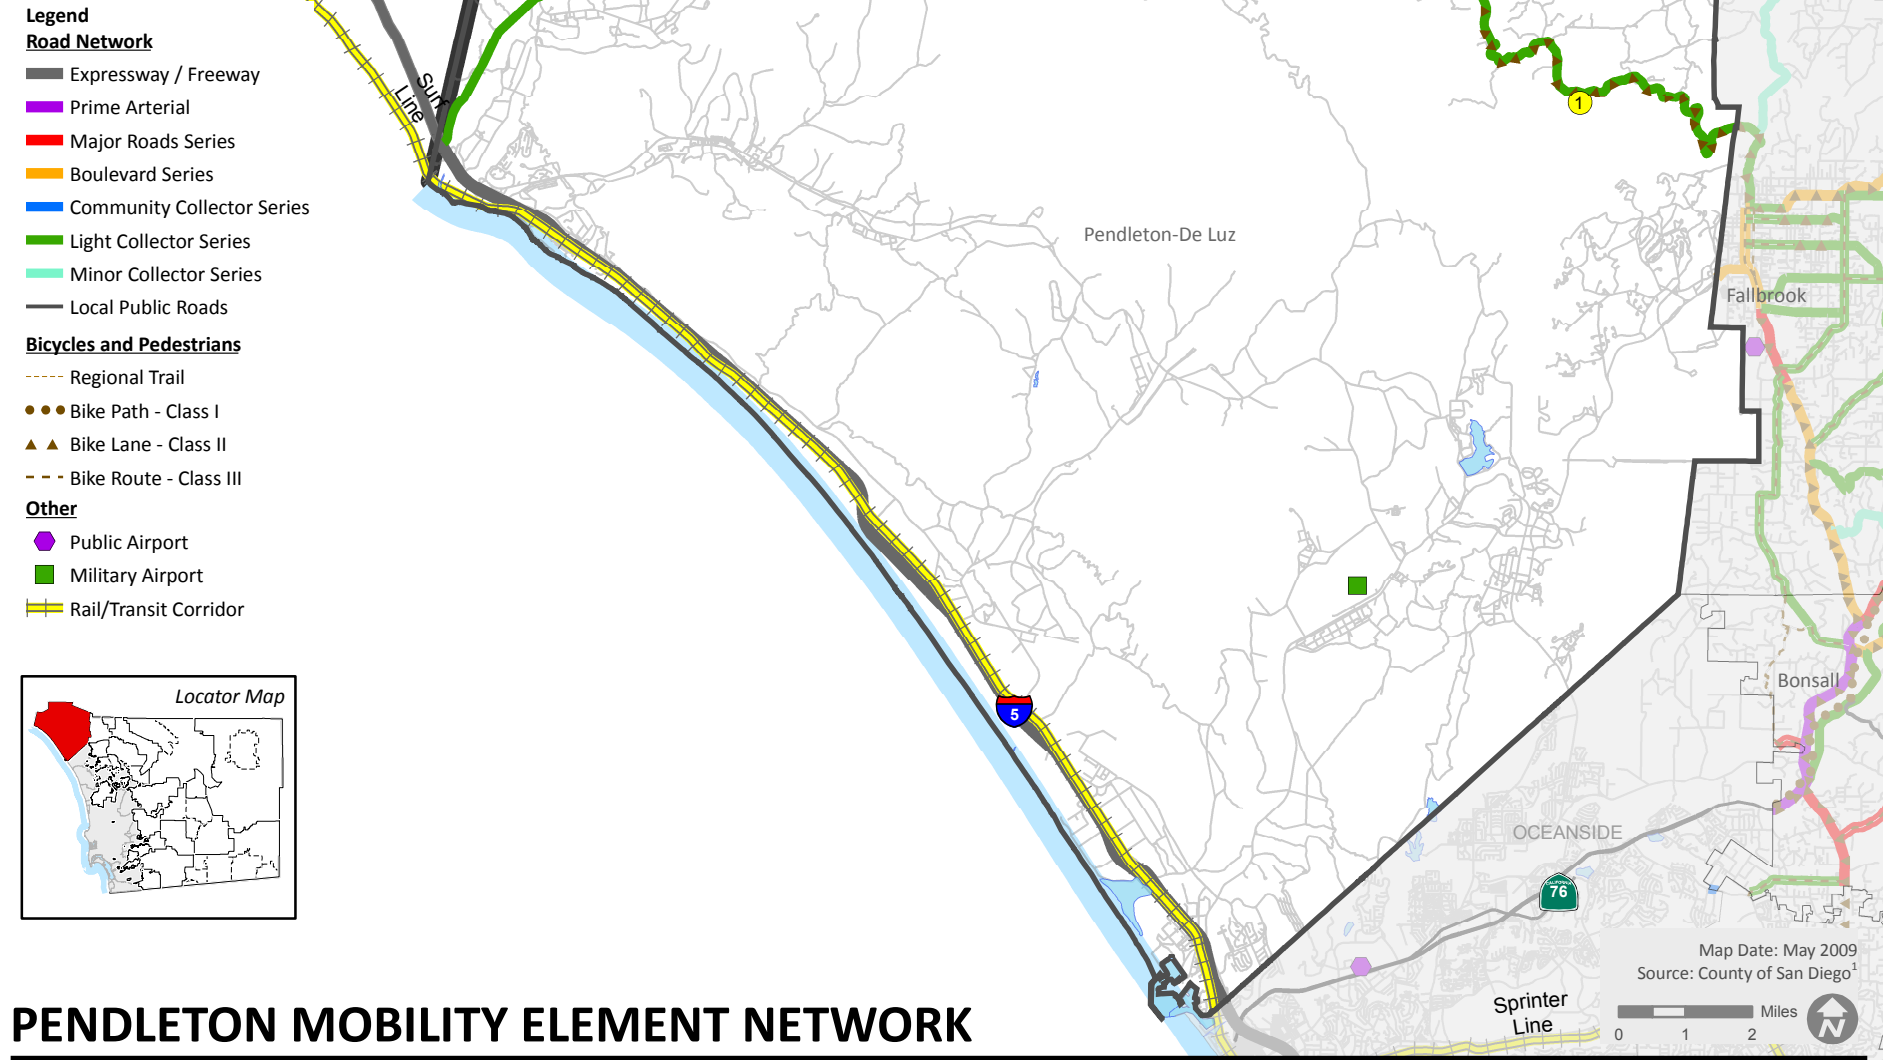 Legend
Road Network
Expressway / Freeway
Prime Arterial
Major Roads Series
Boulevard Series
Community Collector Series
Light Collector Series
Minor Collector Series
Local Public Roads
Bicycles and Pedestrians
Regional Trail
Bike Path - Class I
Bike Lane - Class II
Bike Route - Class III
Other
Public Airport
Military Airport
Rail/Transit Corridor
Locator Map
Surf
Line
1
Pendleton-De Luz
Fallbrook
5
Bonsall
OCEANSIDE
CALIFORNIA
76
Sprinter
Line
Map Date: May 2009
Source: County of San Diego1
Miles
0 1 2
N
PENDLETON MOBILITY ELEMENT NETWORK